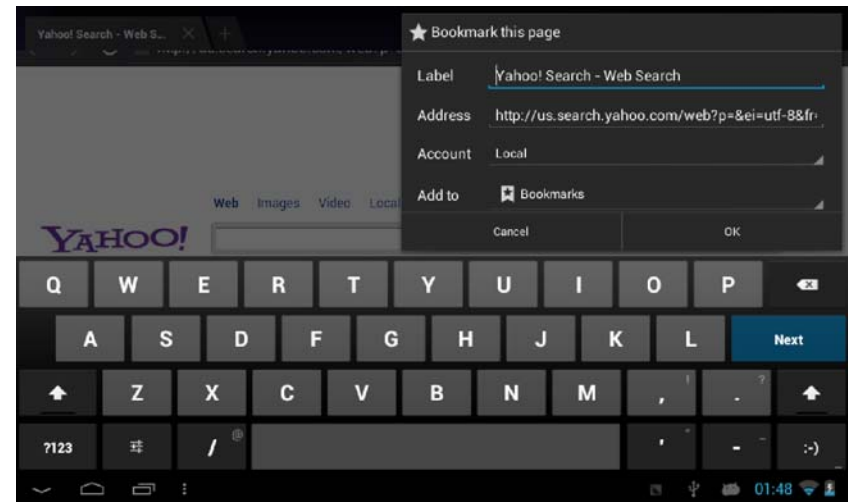 Yahoo! Search - Web S...
Bookmark this page
Label Yahoo! Search - Web Search
Address http://us.search.yahoo.com/web?p=&ei=utf-8&fr
Account Local
Add to Bookmarks
Cancel OK
Web Images Video Local
YAHOO!
Q W E R T Y U I O P
A S D F G H J K L Next
Z X C V B N M , ! . ?
?123 / @ ' " - _ :-)
01:48